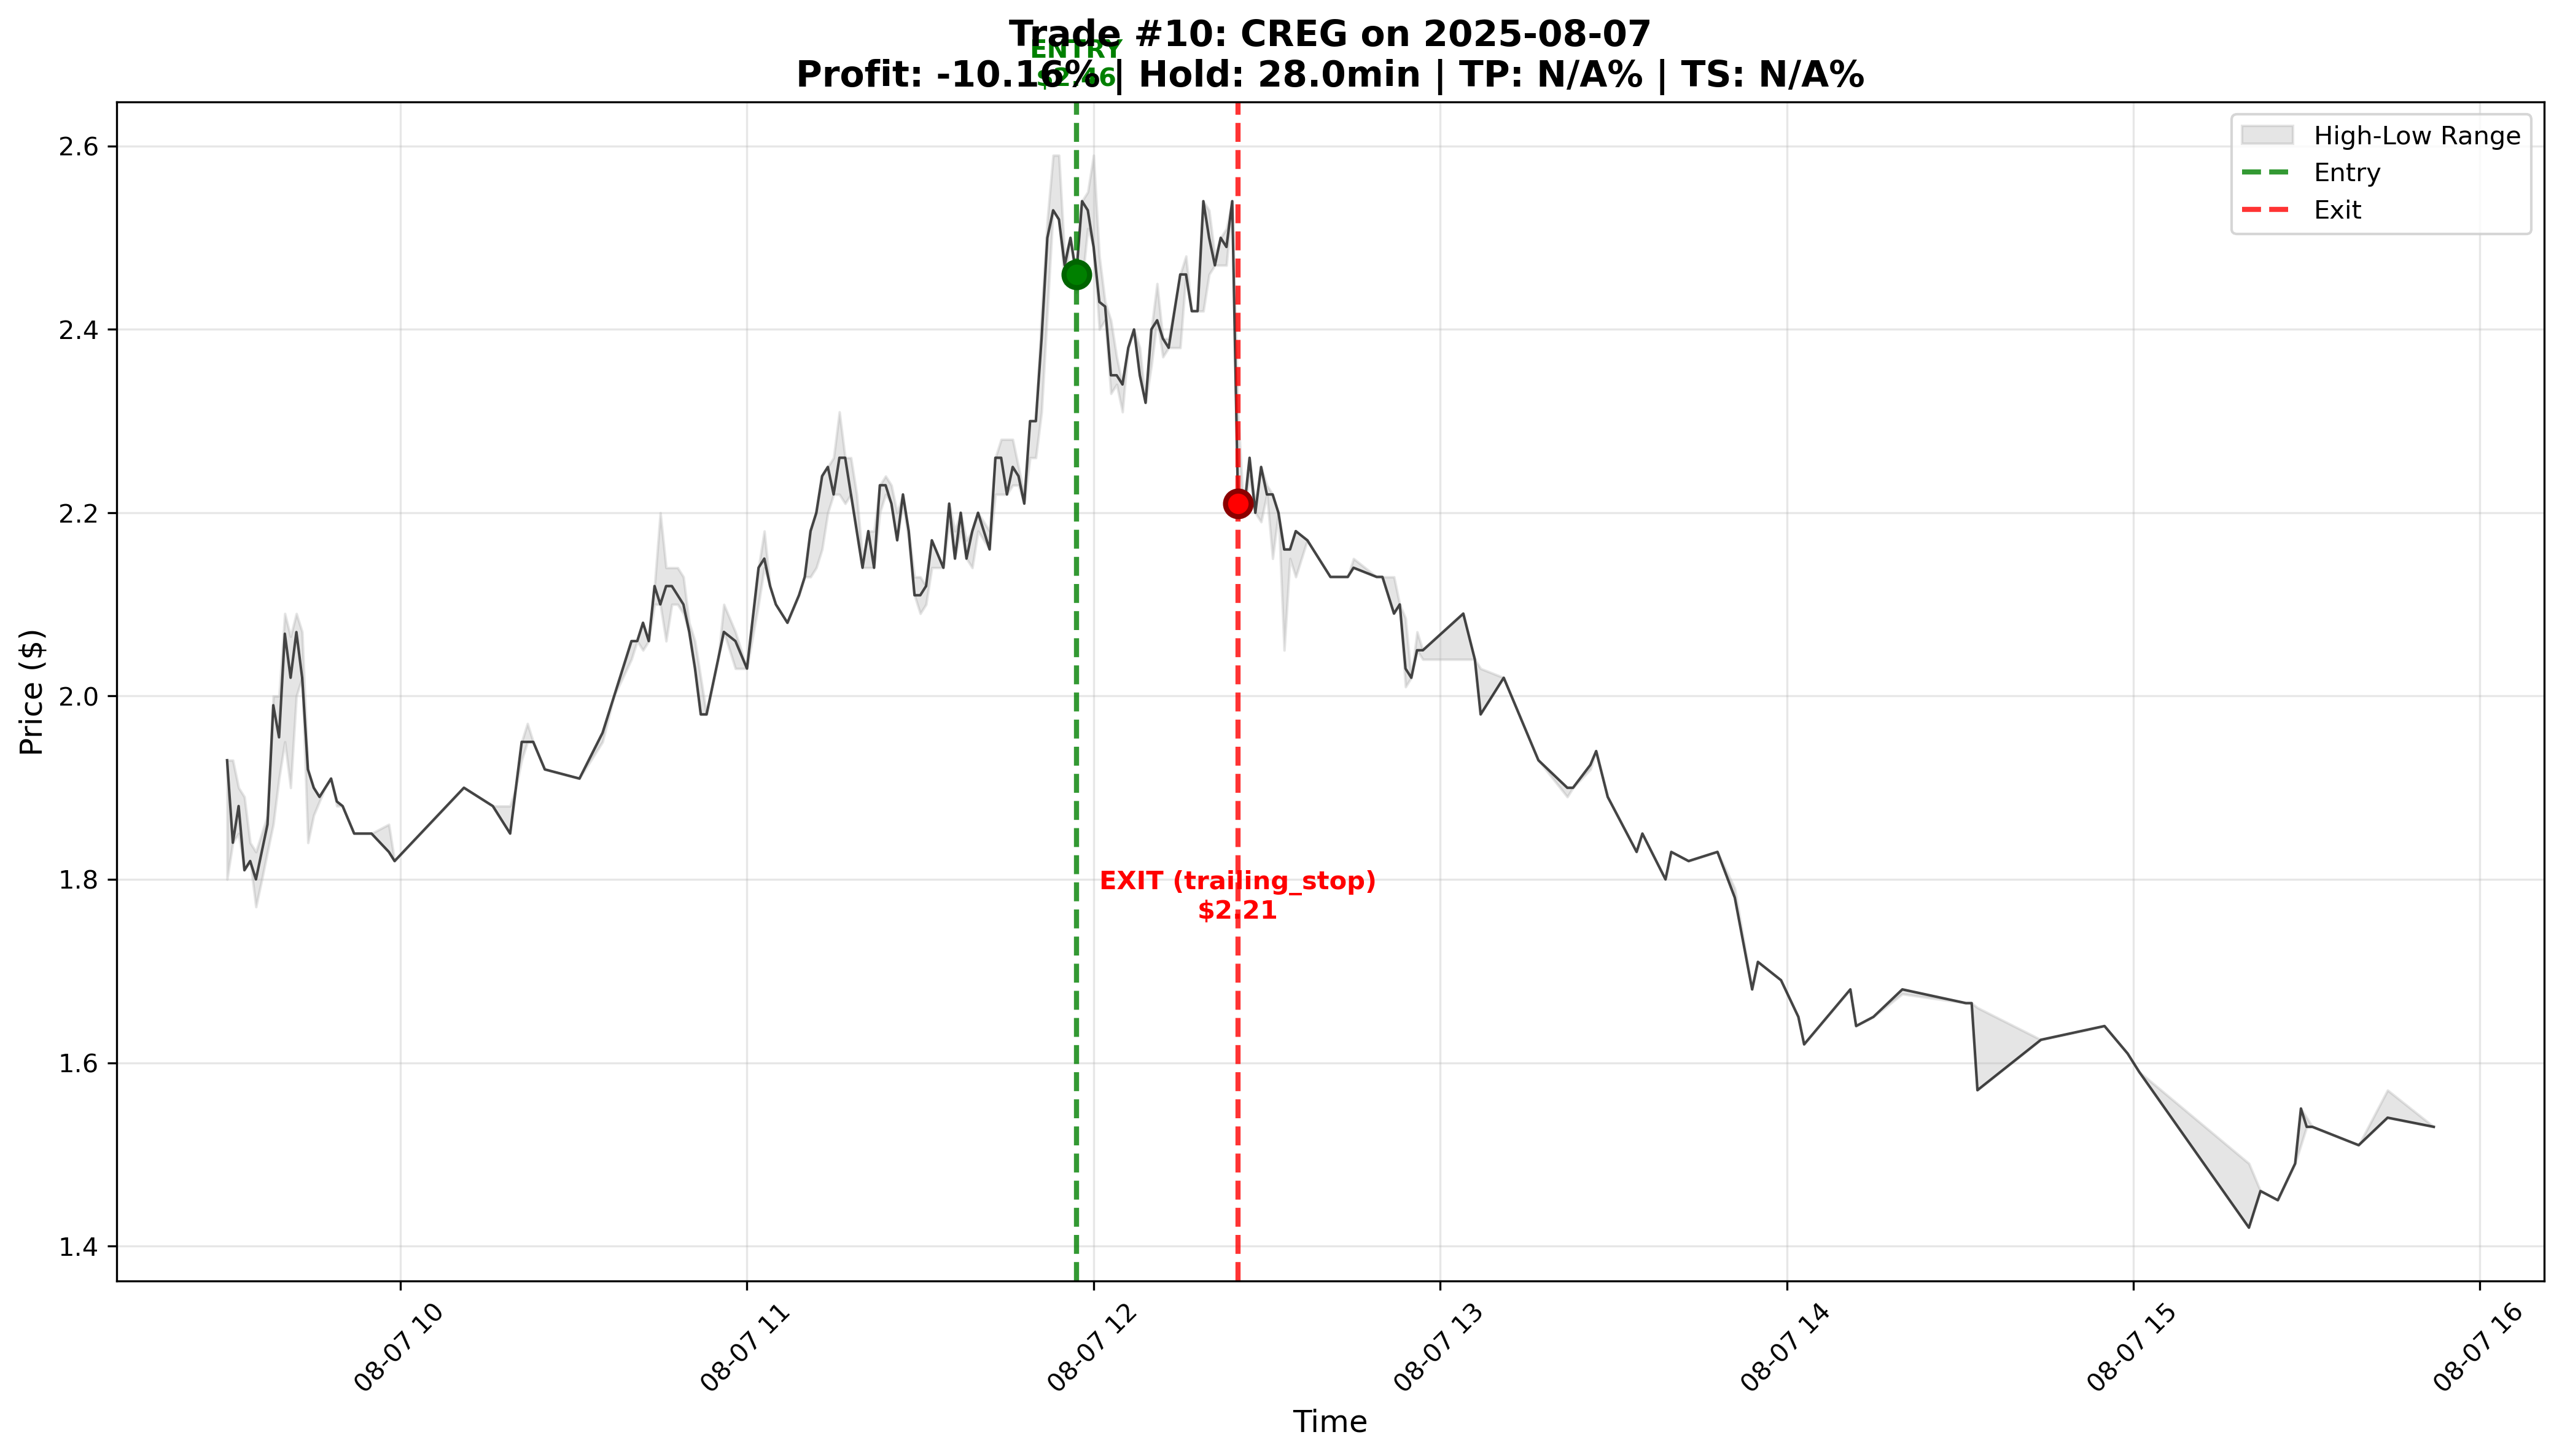 Trade #10: CREG on 2025-08-07
Profit: -10.16% | Hold: 28.0min | TP: N/A% | TS: N/A%
ENTRY
$2.46
High-Low Range
Entry
Exit
Price ($)
2.6
2.4
2.2
2.0
1.8
1.6
1.4
EXIT (trailing_stop)
$2.21
08-07 10
08-07 11
08-07 12
08-07 13
08-07 14
08-07 15
08-07 16
Time